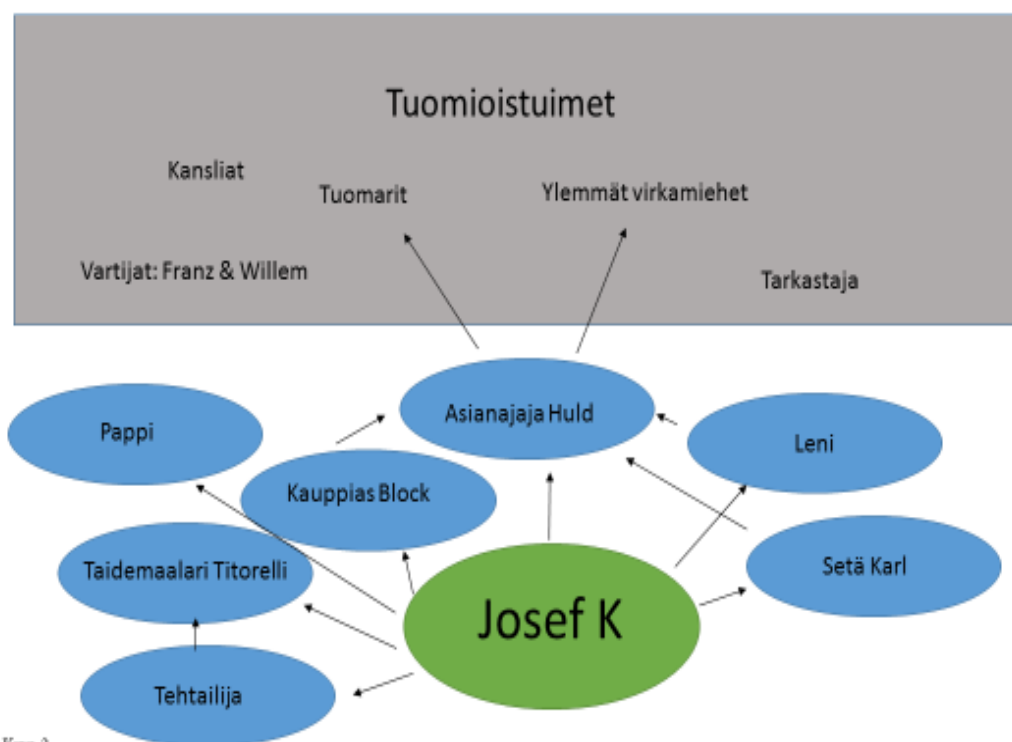 Tuomioistuimet
Kansliat
Tuomarit
Ylemmät virkamiehet
Vartijat: Franz & Willem
Tarkastaja
Asianajaja Huld
Pappi
Leni
Kauppias Block
Taidemaalari Titorelli
Setä Karl
Josef K
Tehtailija